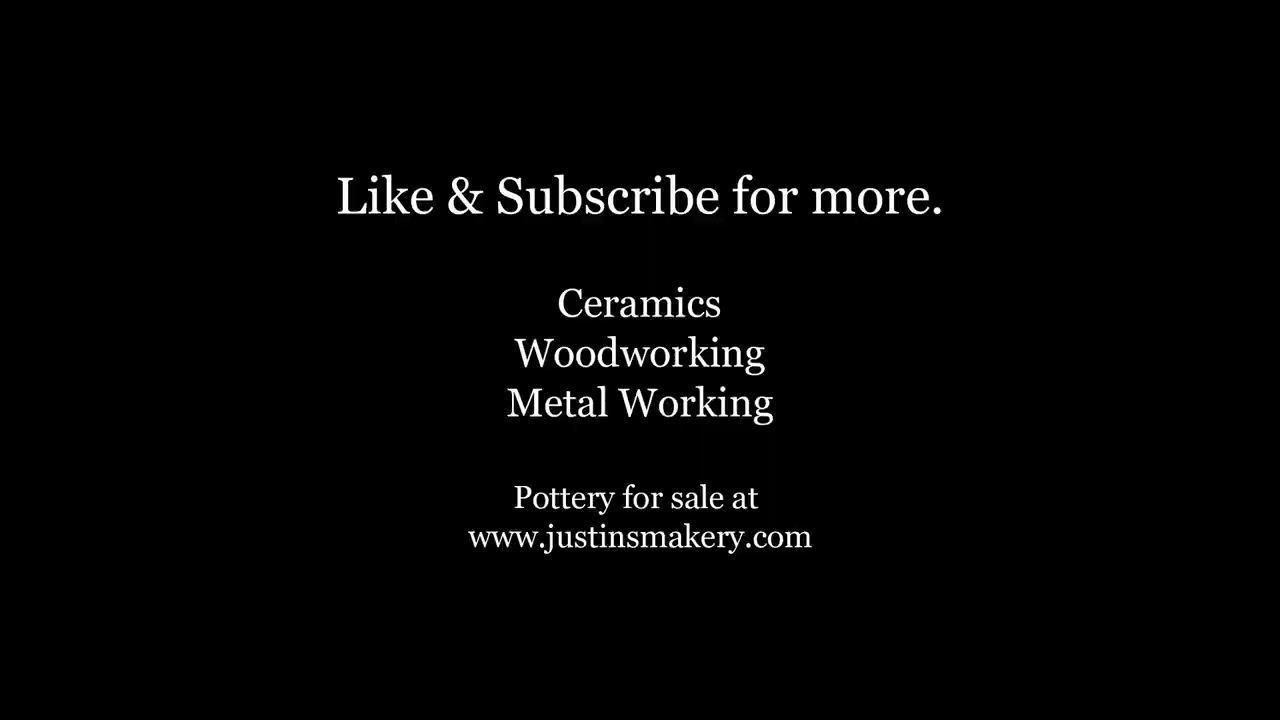 Like & Subscribe for more.
Ceramics
Woodworking
Metal Working
Pottery for sale at
www.justinsmakery.com